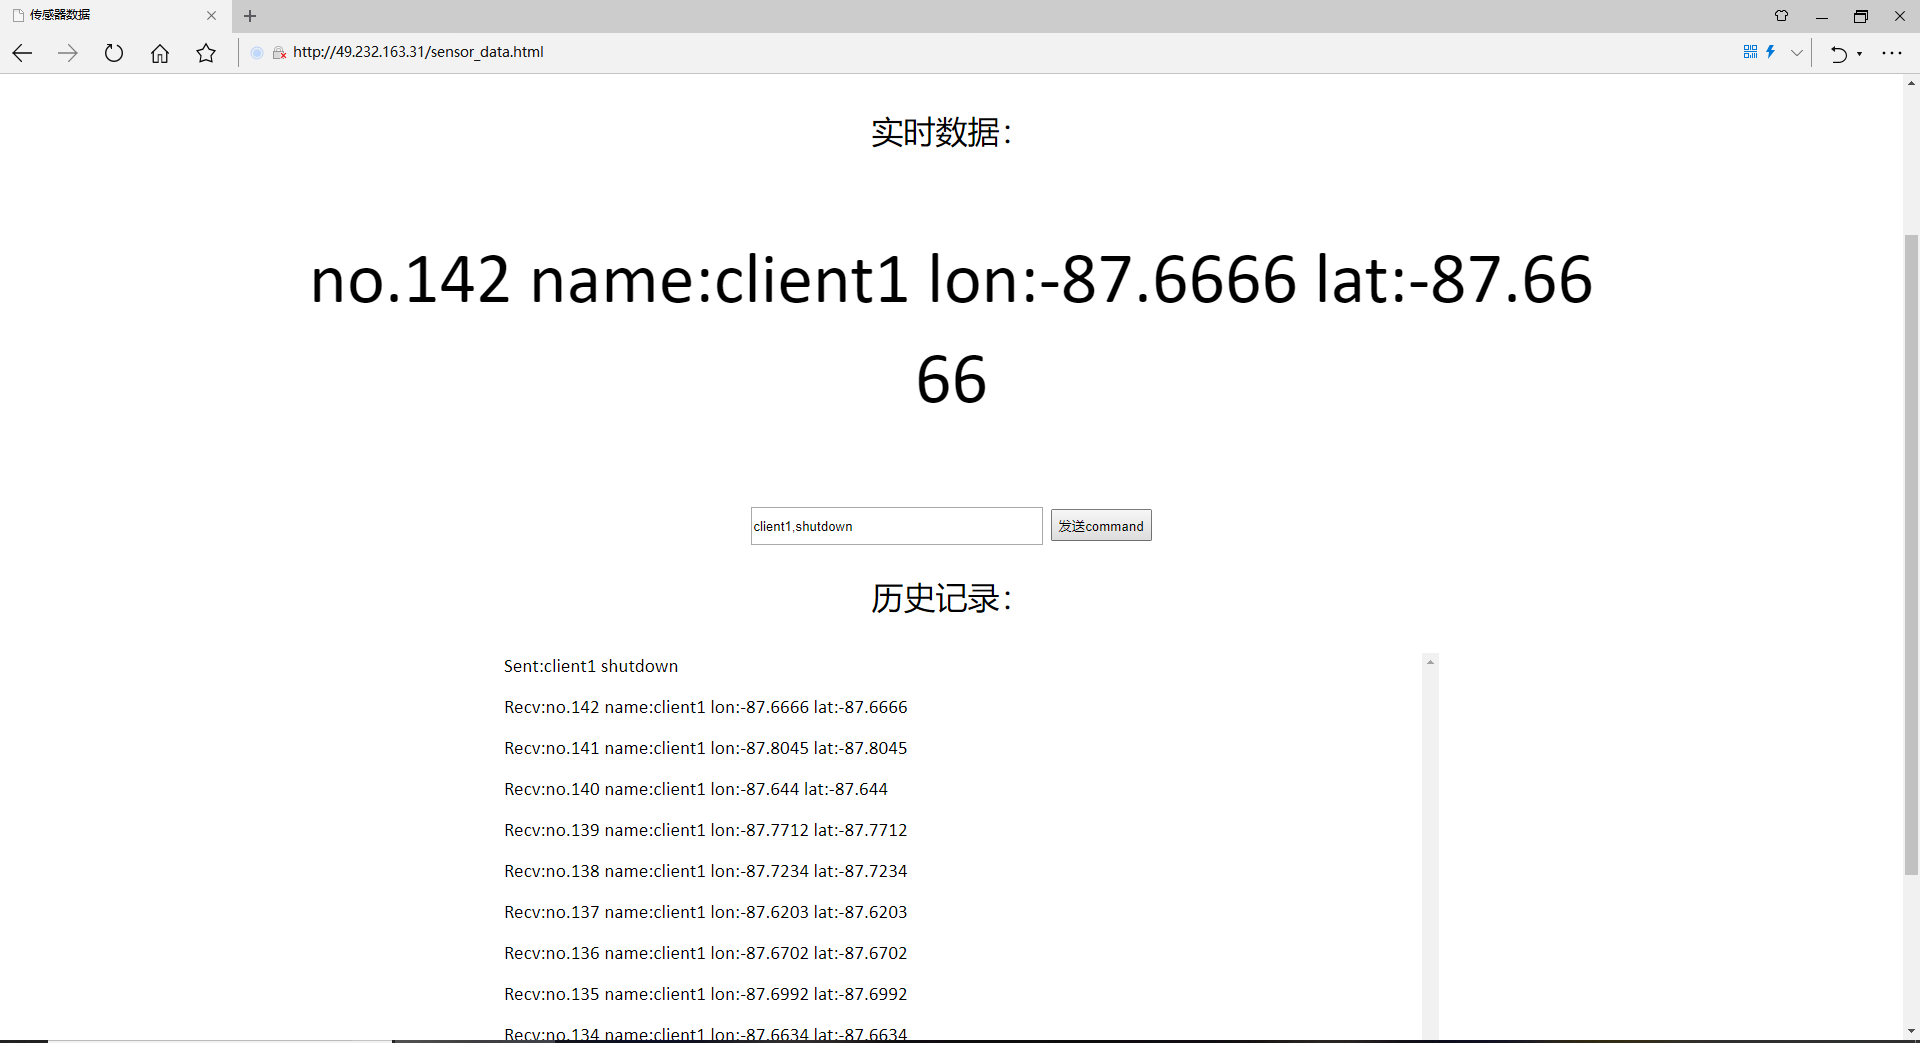 传感器数据
http://49.232.163.31/sensor_data.html
实时数据：
no.142 name:client1 lon:-87.6666 lat:-87.66
66
client1,shutdown 发送command
历史记录：
Sent:client1 shutdown
Recv:no.142 name:client1 lon:-87.6666 lat:-87.6666
Recv:no.141 name:client1 lon:-87.8045 lat:-87.8045
Recv:no.140 name:client1 lon:-87.644 lat:-87.644
Recv:no.139 name:client1 lon:-87.7712 lat:-87.7712
Recv:no.138 name:client1 lon:-87.7234 lat:-87.7234
Recv:no.137 name:client1 lon:-87.6203 lat:-87.6203
Recv:no.136 name:client1 lon:-87.6702 lat:-87.6702
Recv:no.135 name:client1 lon:-87.6992 lat:-87.6992
Recv:no.134 name:client1 lon:-87.6634 lat:-87.6634